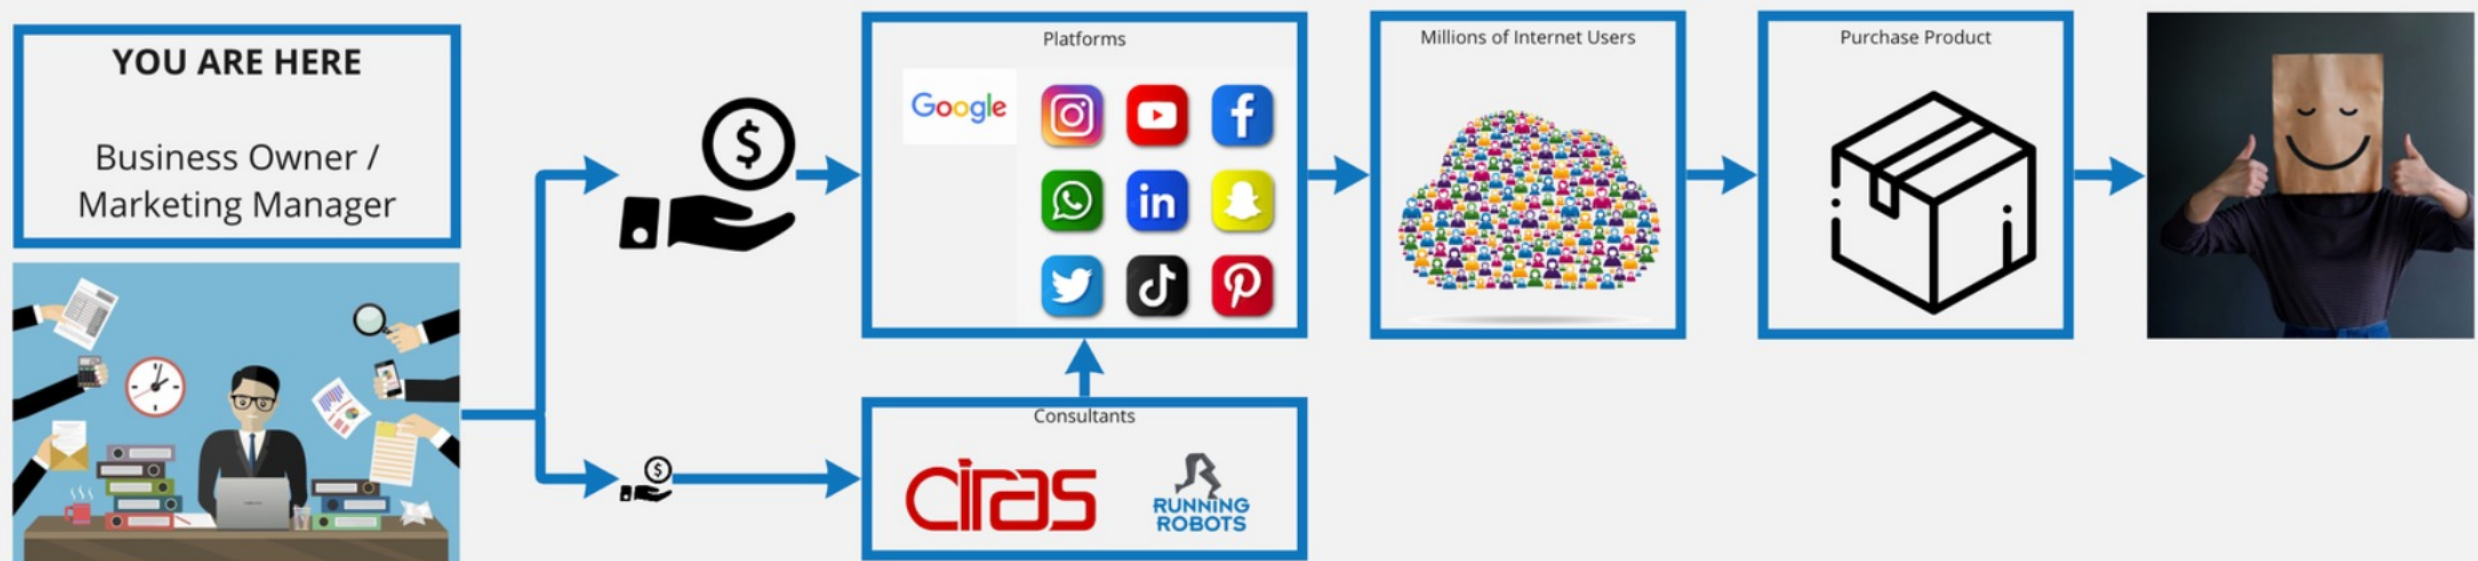 YOU ARE HERE
Business Owner /
Marketing Manager
$
Platforms
Google
in
Millions of Internet Users
Purchase Product
$
Consultants
ciras
RUNNING
ROBOTS